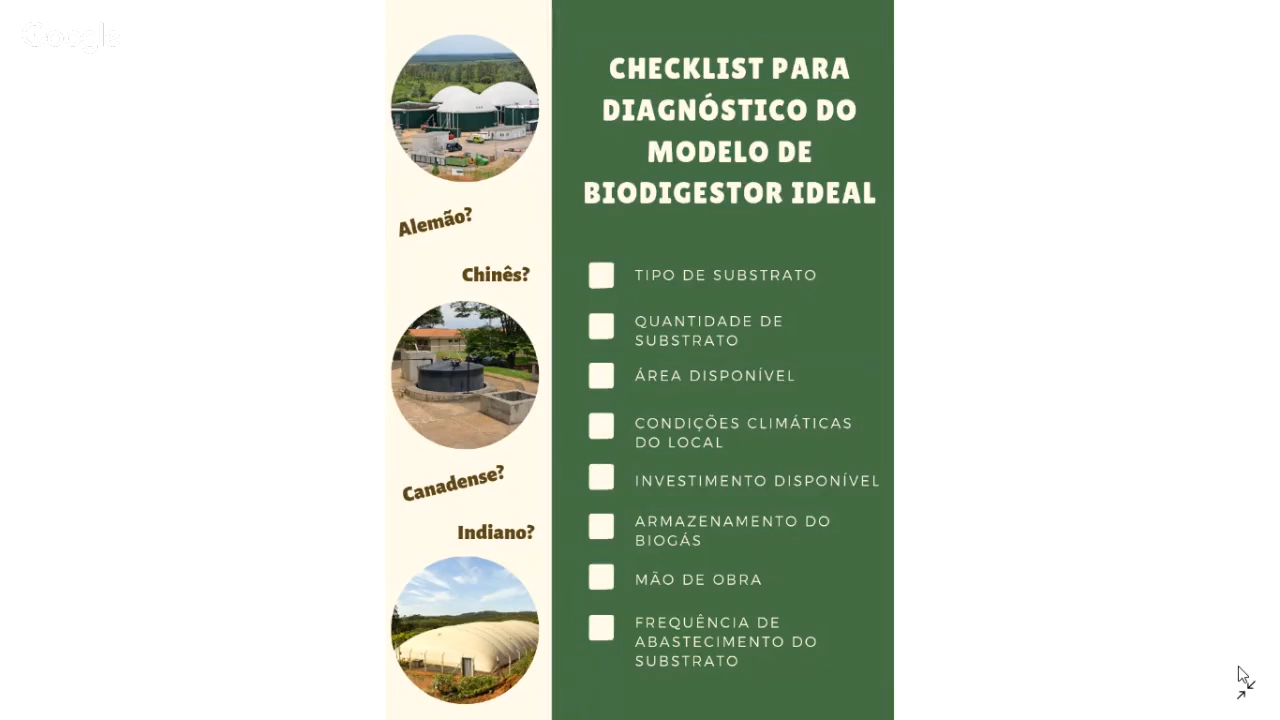 Google
Alemão?
Chinês?
Canadense?
Indiano?
CHECKLIST PARA
DIAGNÓSTICO DO
MODELO DE
BIODIGESTOR IDEAL
TIPO DE SUBSTRATO
QUANTIDADE DE
SUBSTRATO
ÁREA DISPONÍVEL
CONDIÇÕES CLIMÁTICAS
DO LOCAL
INVESTIMENTO DISPONÍVEL
ARMAZENAMENTO DO
BIOGÁS
MÃO DE OBRA
FREQUÊNCIA DE
ABASTECIMENTO DO
SUBSTRATO